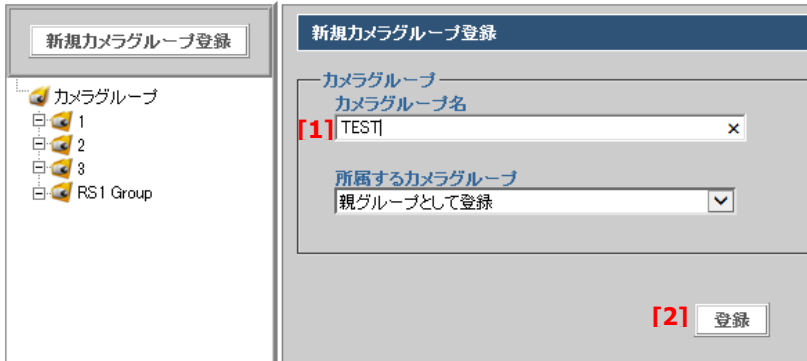 新規カメラグループ登録
カメラグループ
1
2
3
RS1 Group
新規カメラグループ登録
カメラグループ
カメラグループ名
[1] TEST ×
所属するカメラグループ
親グループとして登録
[2] 登録